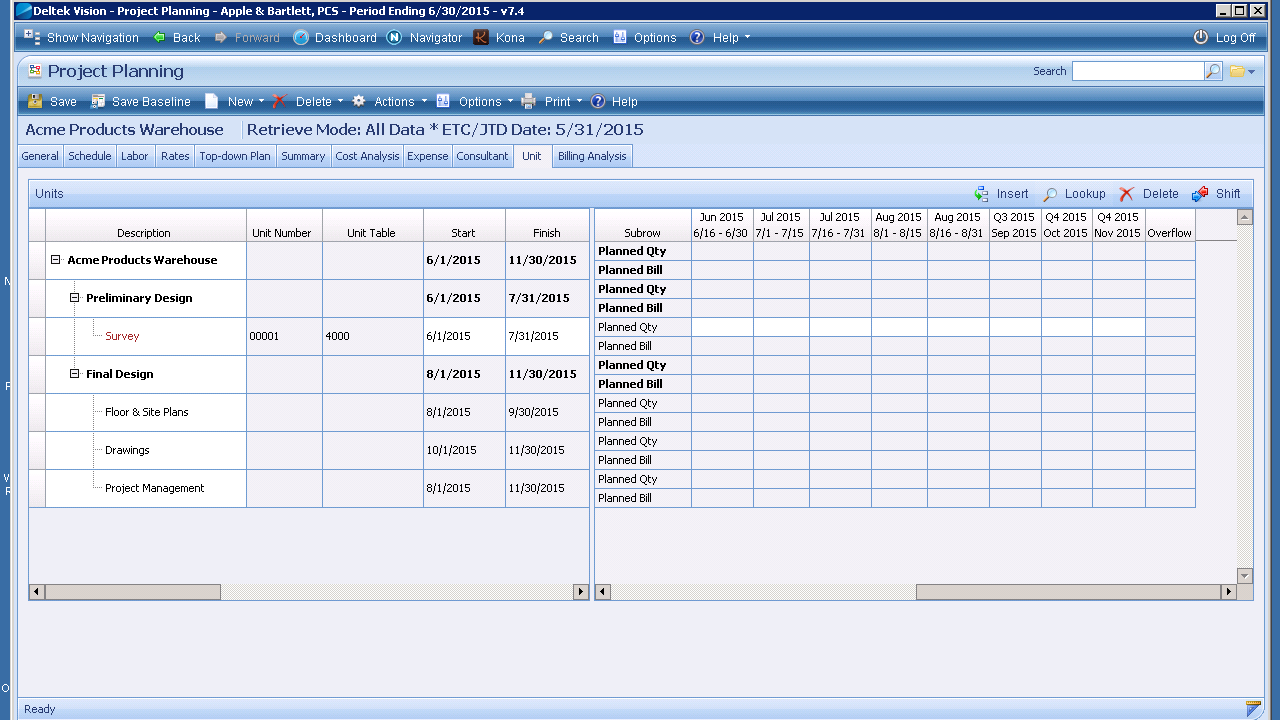 Deltek Vision - Project Planning - Apple & Bartlett, PCS - Period Ending 6/30/2015 - v7.4
Show Navigation Back Forward Dashboard Navigator Kona Search Options Help Log Off
Project Planning Search
Save Save Baseline New Delete Actions Options Print Help
Acme Products Warehouse Retrieve Mode: All Data * ETC/JTD Date: 5/31/2015
General Schedule Labor Rates Top-down Plan Summary Cost Analysis Expense Consultant Unit Billing Analysis
Units Insert Lookup Delete Shift
Jun 2015 Jul 2015 Jul 2015 Aug 2015 Aug 2015 Q3 2015 Q4 2015 Q4 2015
Description Unit Number Unit Table Start Finish Subrow 6/16 - 6/30 7/1 - 7/15 7/16 - 7/31 8/1 - 8/15 8/16 - 8/31 Sep 2015 Oct 2015 Nov 2015 Overflow
Acme Products Warehouse 6/1/2015 11/30/2015 Planned Qty
Planned Bill
Preliminary Design 6/1/2015 7/31/2015 Planned Qty
Planned Bill
Survey 00001 4000 6/1/2015 7/31/2015 Planned Qty
Planned Bill
Final Design 8/1/2015 11/30/2015 Planned Qty
Planned Bill
Floor & Site Plans 8/1/2015 9/30/2015 Planned Qty
Planned Bill
Drawings 10/1/2015 11/30/2015 Planned Qty
Planned Bill
Project Management 8/1/2015 11/30/2015 Planned Qty
Planned Bill
Ready